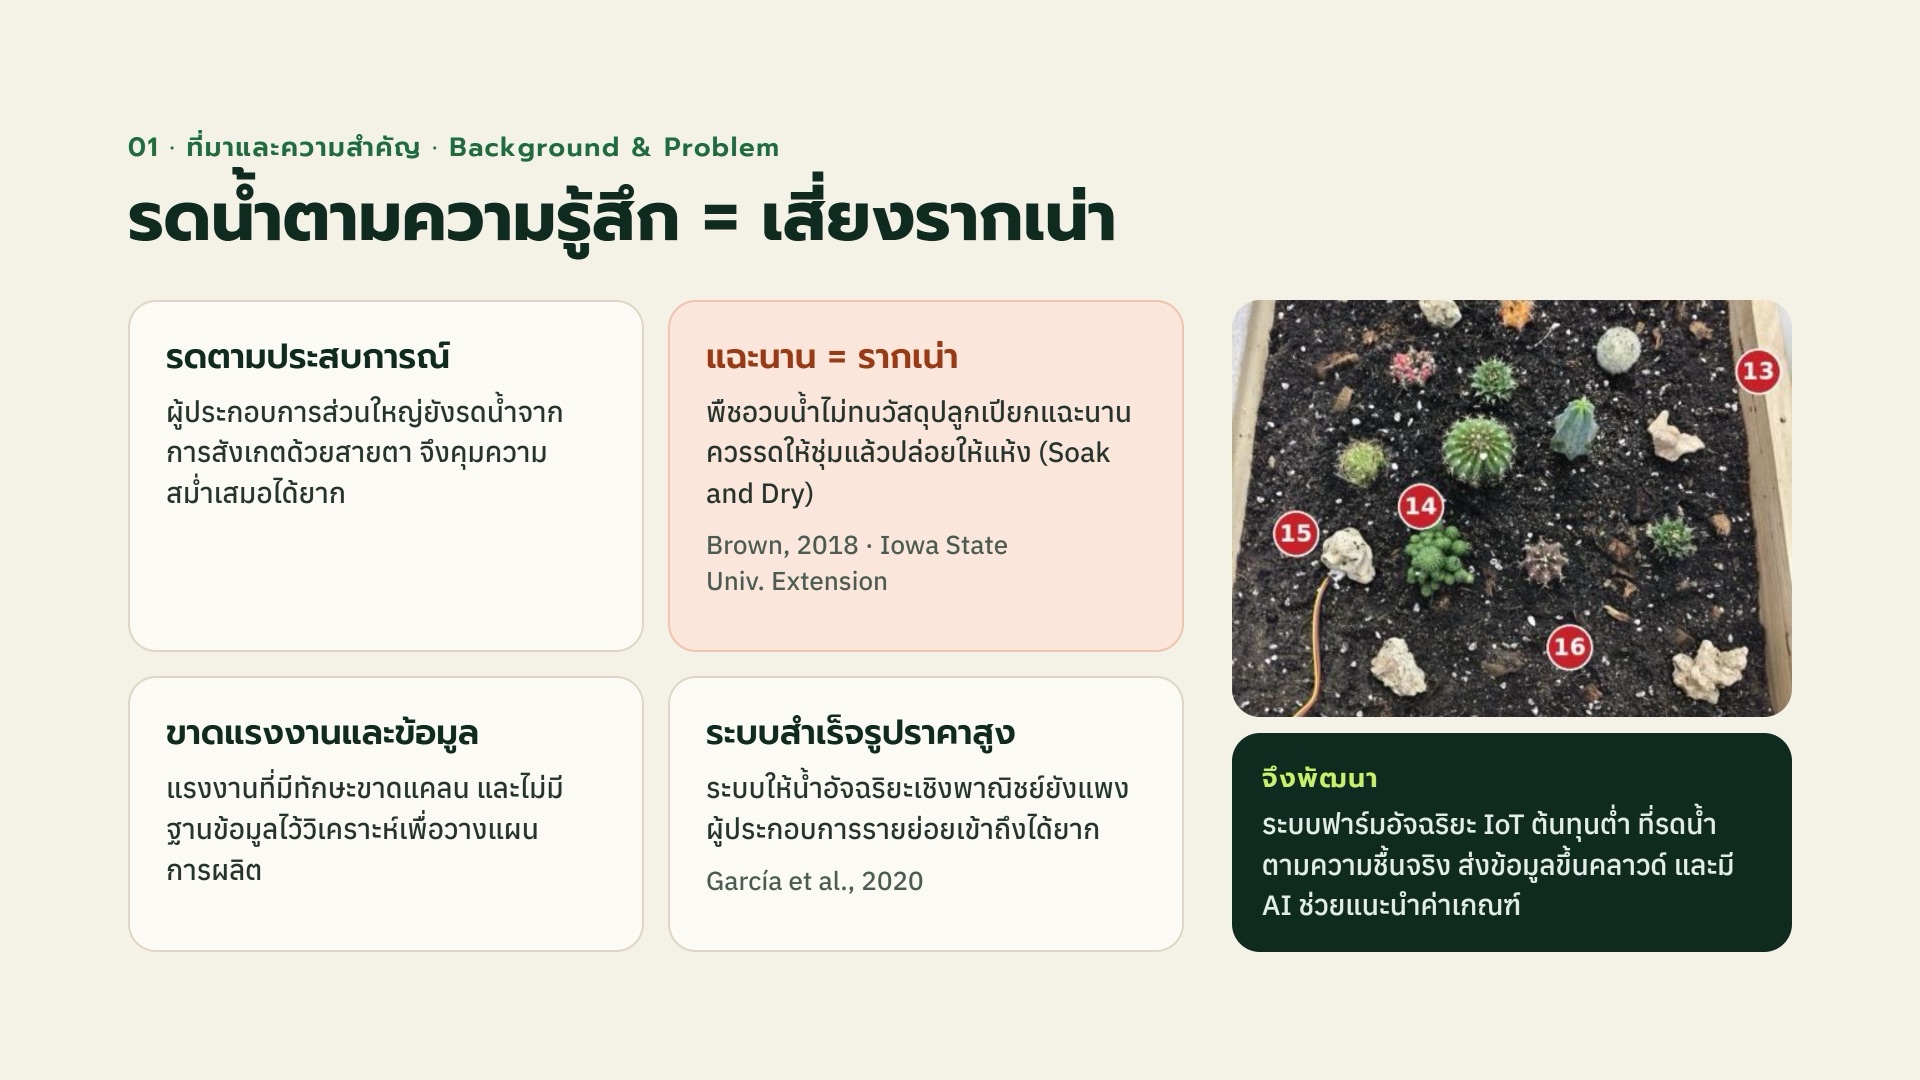 01 · ที่มาและความสำคัญ · Background & Problem
รดน้ำตามความรู้สึก = เสี่ยงรากเน่า
รดตามประสบการณ์
ผู้ประกอบการส่วนใหญ่ยังรดน้ำจาก
การสังเกตด้วยสายตา จึงคุมความ
สม่ำเสมอได้ยาก
แฉะนาน = รากเน่า
พืชอวบน้ำไม่ทนวัสดุปลูกเปียกแฉะนาน
ควรรดให้ชุ่มแล้วปล่อยให้แห้ง (Soak
and Dry)
Brown, 2018 · Iowa State
Univ. Extension
ขาดแรงงานและข้อมูล
แรงงานที่มีทักษะขาดแคลน และไม่มี
ฐานข้อมูลไว้วิเคราะห์เพื่อวางแผน
การผลิต
ระบบสำเร็จรูปราคาสูง
ระบบให้น้ำอัจฉริยะเชิงพาณิชย์ยังแพง
ผู้ประกอบการรายย่อยเข้าถึงได้ยาก
García et al., 2020
13
14
15
16
จึงพัฒนา
ระบบฟาร์มอัจฉริยะ IoT ต้นทุนต่ำ ที่รดน้ำ
ตามความชื้นจริง ส่งข้อมูลขึ้นคลาวด์ และมี
AI ช่วยแนะนำค่าเกณฑ์